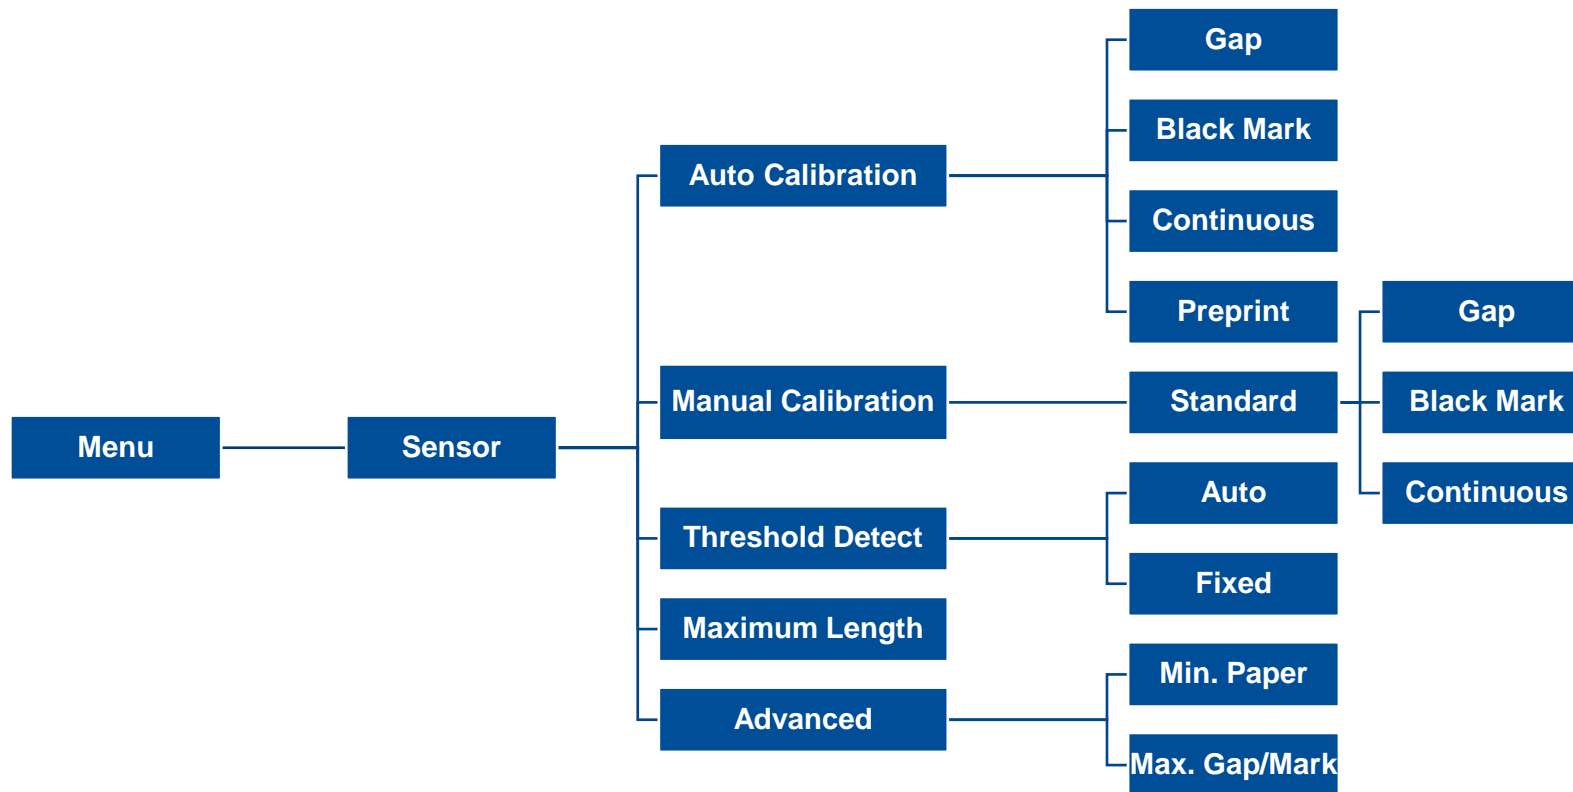 Gap
Black Mark
Auto Calibration
Continuous
Preprint
Gap
Manual Calibration
Standard
Black Mark
Menu
Sensor
Auto
Continuous
Threshold Detect
Fixed
Maximum Length
Min. Paper
Advanced
Max. Gap/Mark